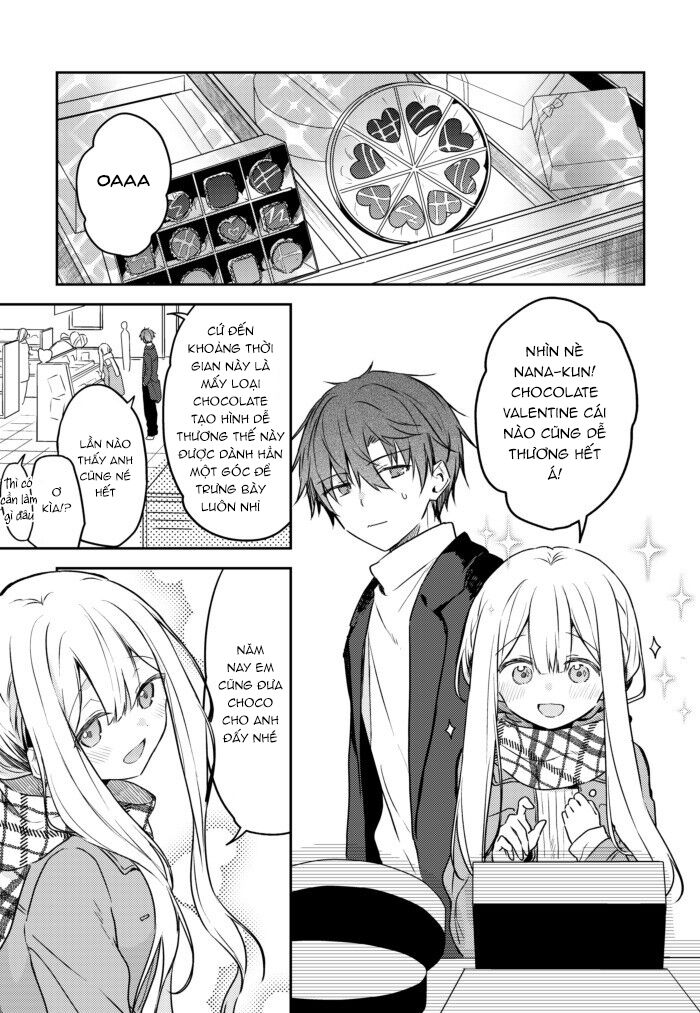 OAAA
NHÌN NÈ
NANA-KUN!
CHOCOLATE
VALENTINE CÁI
NÀO CŨNG DỄ
THƯƠNG HẾT
Á!
CỨ ĐẾN
KHOẢNG THỜI
GIAN NÀY LÀ
MẤY LOẠI
CHOCOLATE
TẠO HÌNH DỄ
THƯƠNG THẾ NÀY
ĐƯỢC DÀNH HẲN
MỘT GÓC ĐỂ
TRƯNG BÀY
LUÔN NHỈ
LẦN NÀO
THẤY ANH
CŨNG NÉ
HẾT
Ơ
KÌA!?
Thì có
cần làm
gì đâu
NĂM
NAY EM
CŨNG ĐƯA
CHOCO
CHO ANH
ĐẤY NHÉ